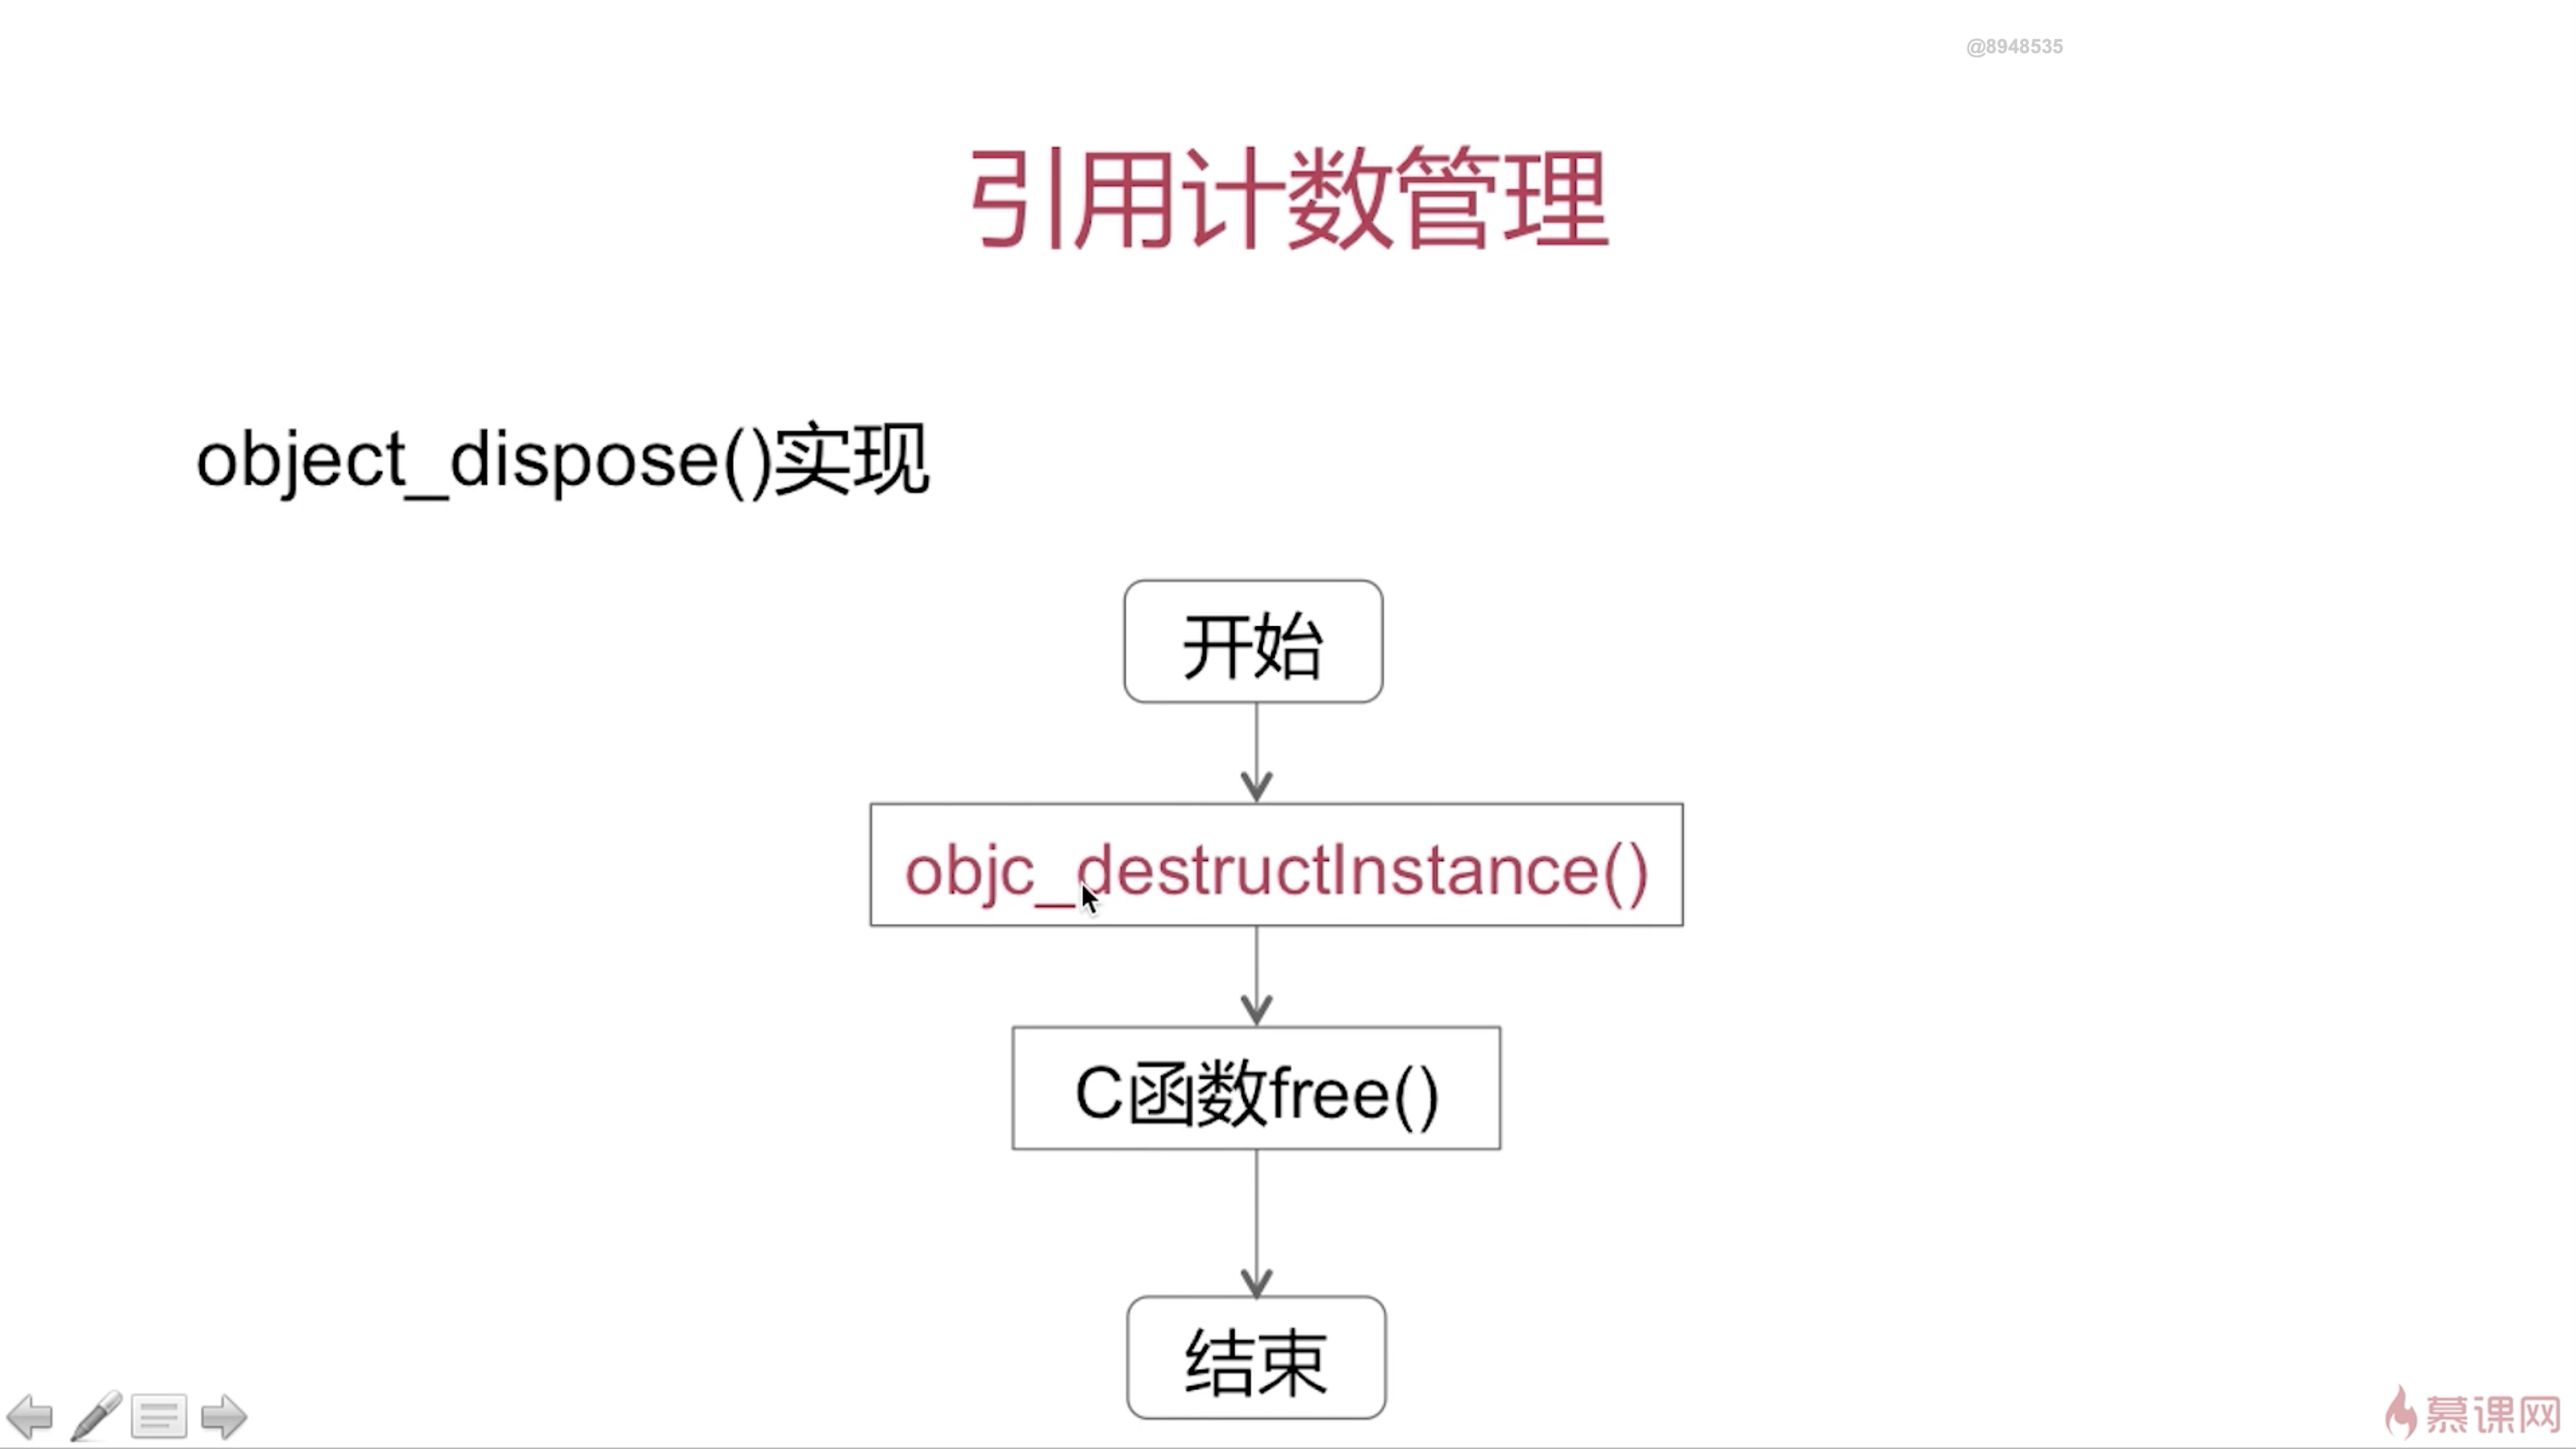 @8948535
引用计数管理
object_dispose()实现
开始
objc_destructInstance()
C函数free()
结束
慕课网